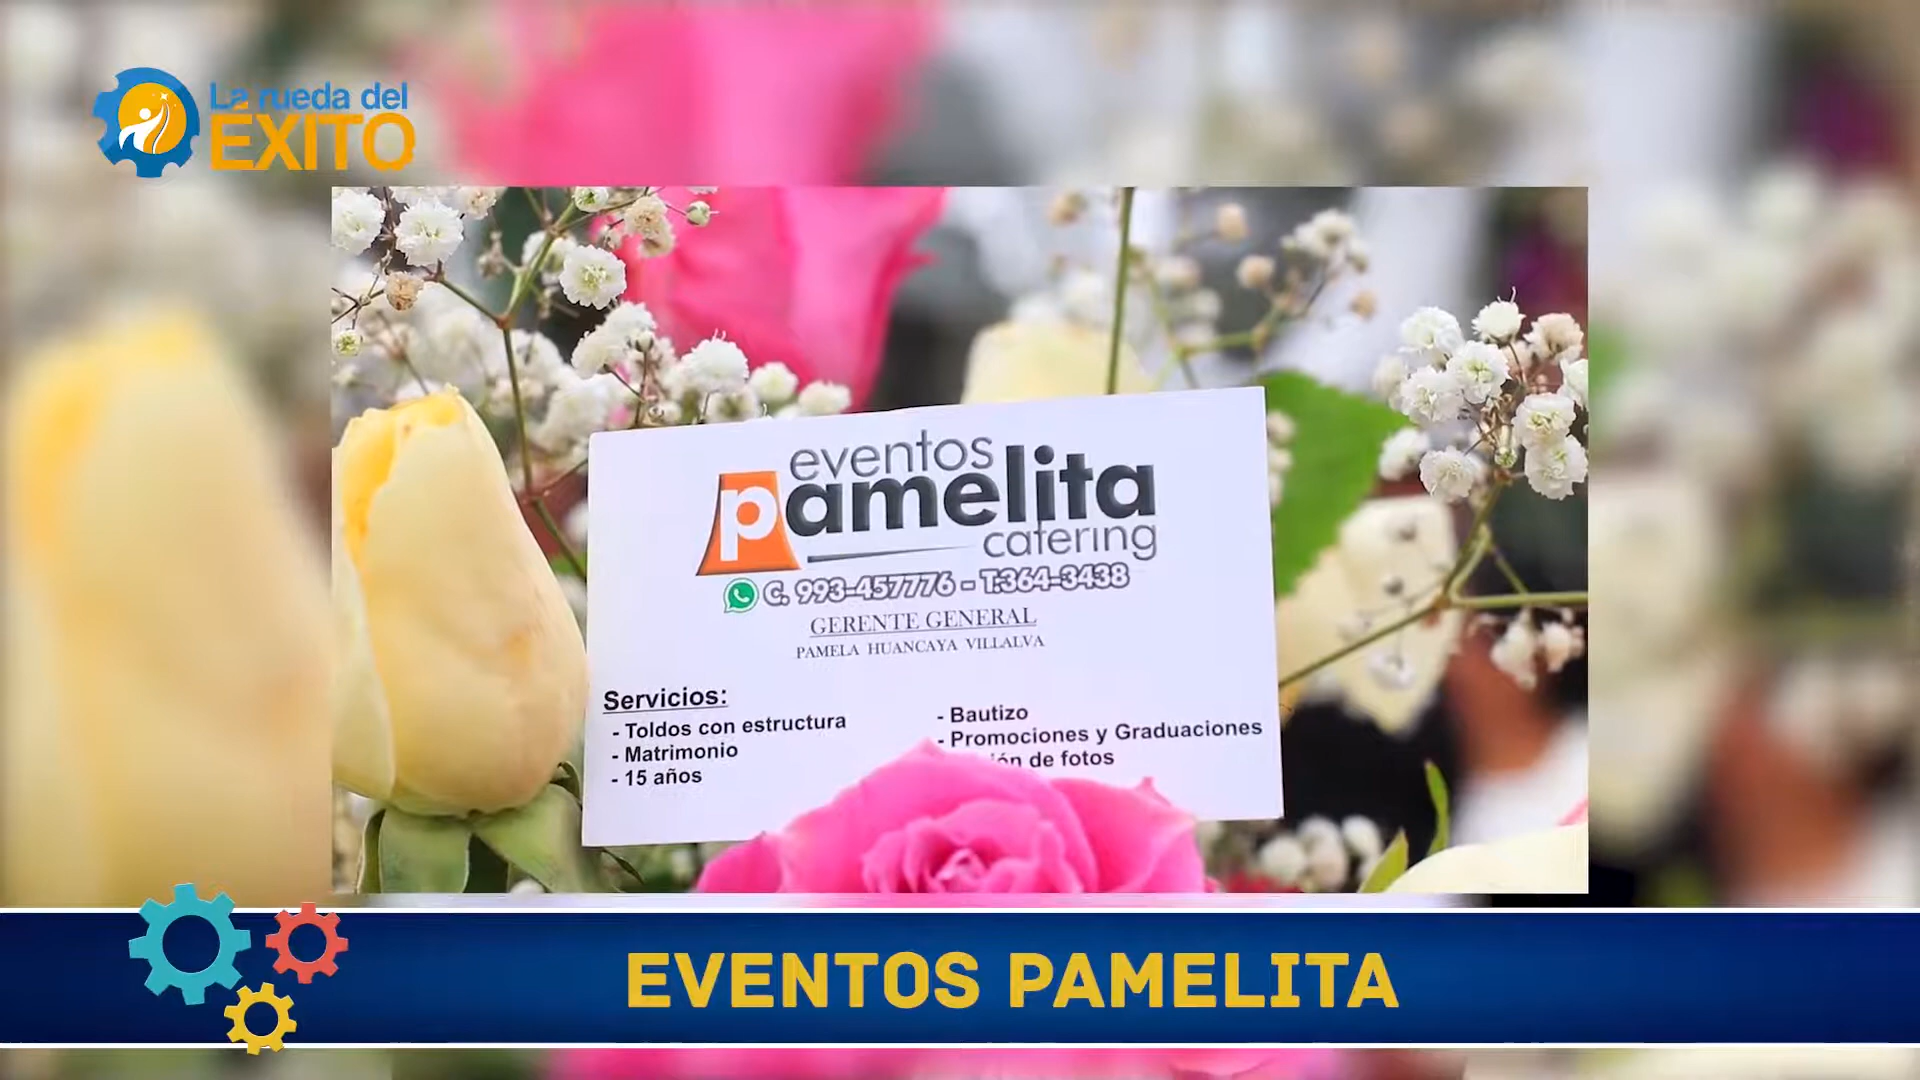 La rueda del
ÉXITO
eventos
pamelita
catering
C. 993-457776 - T:364-3438
GERENTE GENERAL
PAMELA HUANCAYA VILLALVA
Servicios:
- Toldos con estructura
- Matrimonio
- 15 años
- Bautizo
- Promociones y Graduaciones
de fotos
EVENTOS PAMELITA